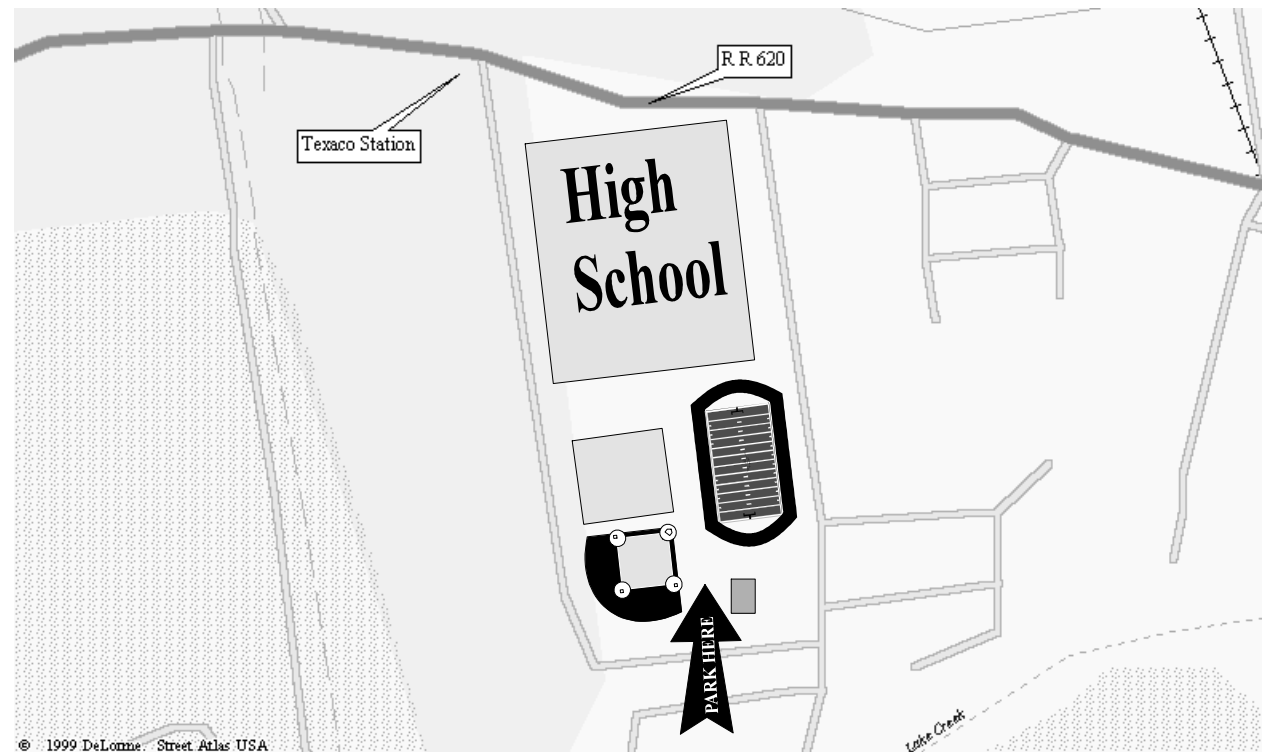 R R 620
Texaco Station
High
School
PARK HERE
Lake Creek
© 1999 DeLorme. Street Atlas USA